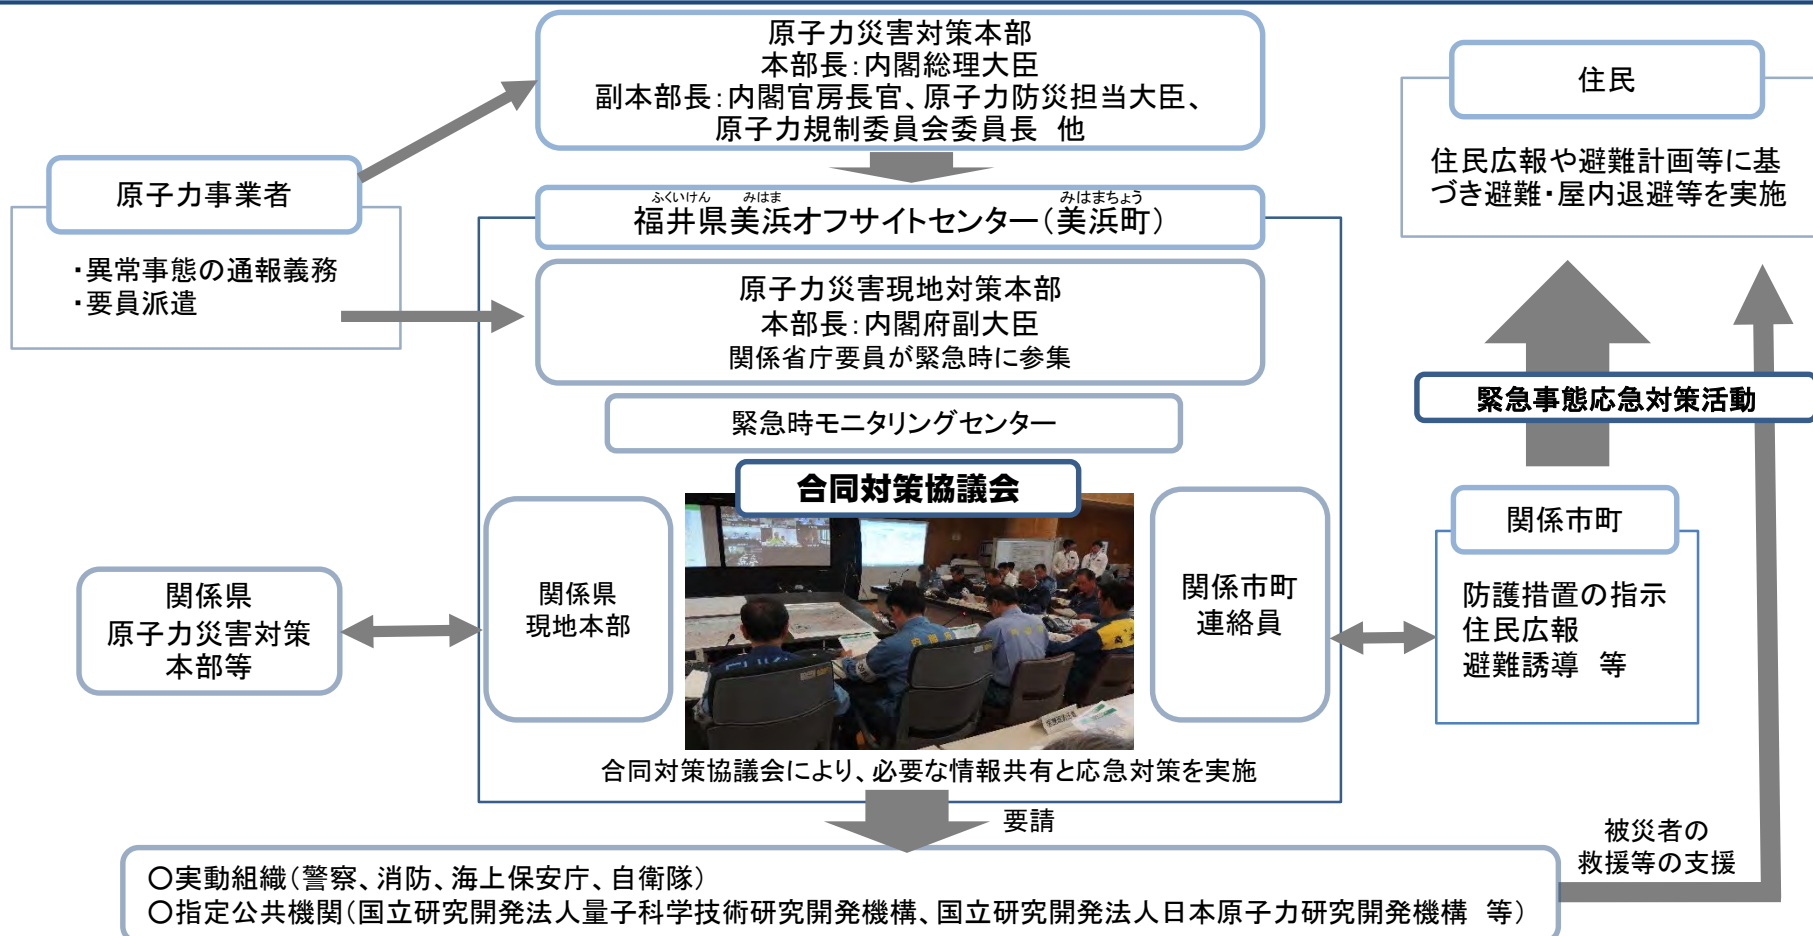 原子力災害対策本部
本部長：内閣総理大臣
副本部長：内閣官房長官、原子力防災担当大臣、
原子力規制委員会委員長　他
住民
住民広報や避難計画等に基
づき避難・屋内退避等を実施
原子力事業者
・異常事態の通報義務
・要員派遣
ふくいけん　みはま　みはまちょう
福井県美浜オフサイトセンター（美浜町）
原子力災害現地対策本部
本部長：内閣府副大臣
関係省庁要員が緊急時に参集
緊急時モニタリングセンター
緊急事態応急対策活動
合同対策協議会
関係県
原子力災害対策
本部等
関係県
現地本部
関係市町
連絡員
関係市町
防護措置の指示
住民広報
避難誘導　等
合同対策協議会により、必要な情報共有と応急対策を実施
要請
被災者の
救援等の支援
〇実動組織（警察、消防、海上保安庁、自衛隊）
〇指定公共機関（国立研究開発法人量子科学技術研究開発機構、国立研究開発法人日本原子力研究開発機構　等）